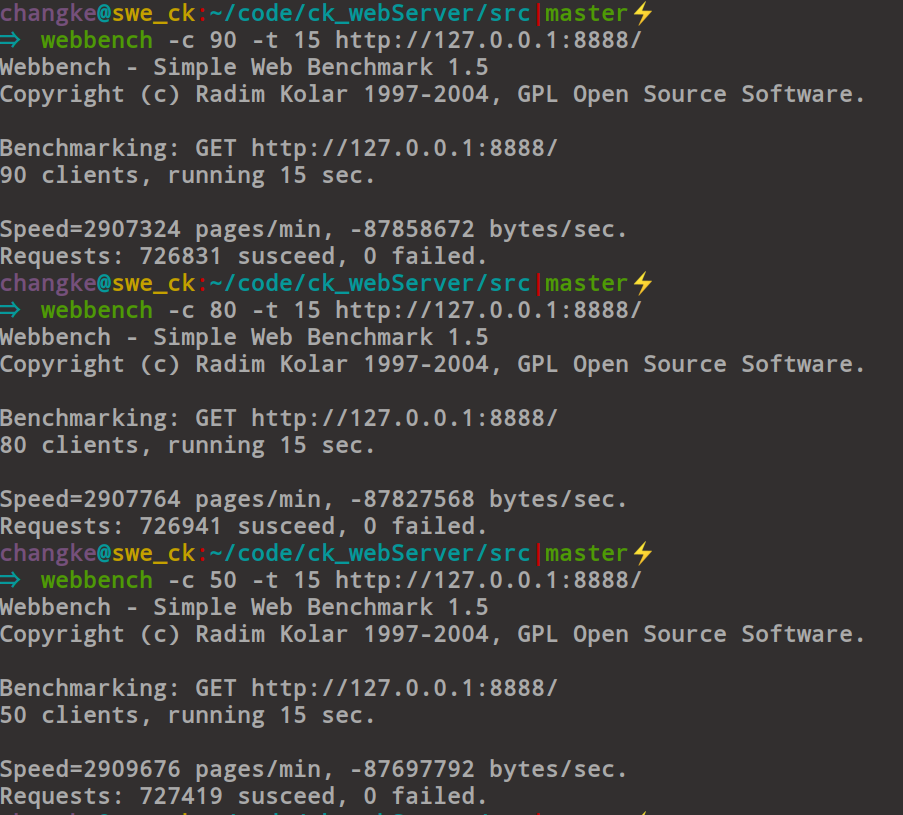 changke@swe_ck:~/code/ck_webServer/src|master⚡
⇒ webbench -c 90 -t 15 http://127.0.0.1:8888/
Webbench - Simple Web Benchmark 1.5
Copyright (c) Radim Kolar 1997-2004, GPL Open Source Software.
Benchmarking: GET http://127.0.0.1:8888/
90 clients, running 15 sec.
Speed=2907324 pages/min, -87858672 bytes/sec.
Requests: 726831 susceed, 0 failed.
changke@swe_ck:~/code/ck_webServer/src|master⚡
⇒ webbench -c 80 -t 15 http://127.0.0.1:8888/
Webbench - Simple Web Benchmark 1.5
Copyright (c) Radim Kolar 1997-2004, GPL Open Source Software.
Benchmarking: GET http://127.0.0.1:8888/
80 clients, running 15 sec.
Speed=2907764 pages/min, -87827568 bytes/sec.
Requests: 726941 susceed, 0 failed.
changke@swe_ck:~/code/ck_webServer/src|master⚡
⇒ webbench -c 50 -t 15 http://127.0.0.1:8888/
Webbench - Simple Web Benchmark 1.5
Copyright (c) Radim Kolar 1997-2004, GPL Open Source Software.
Benchmarking: GET http://127.0.0.1:8888/
50 clients, running 15 sec.
Speed=2909676 pages/min, -87697792 bytes/sec.
Requests: 727419 susceed, 0 failed.